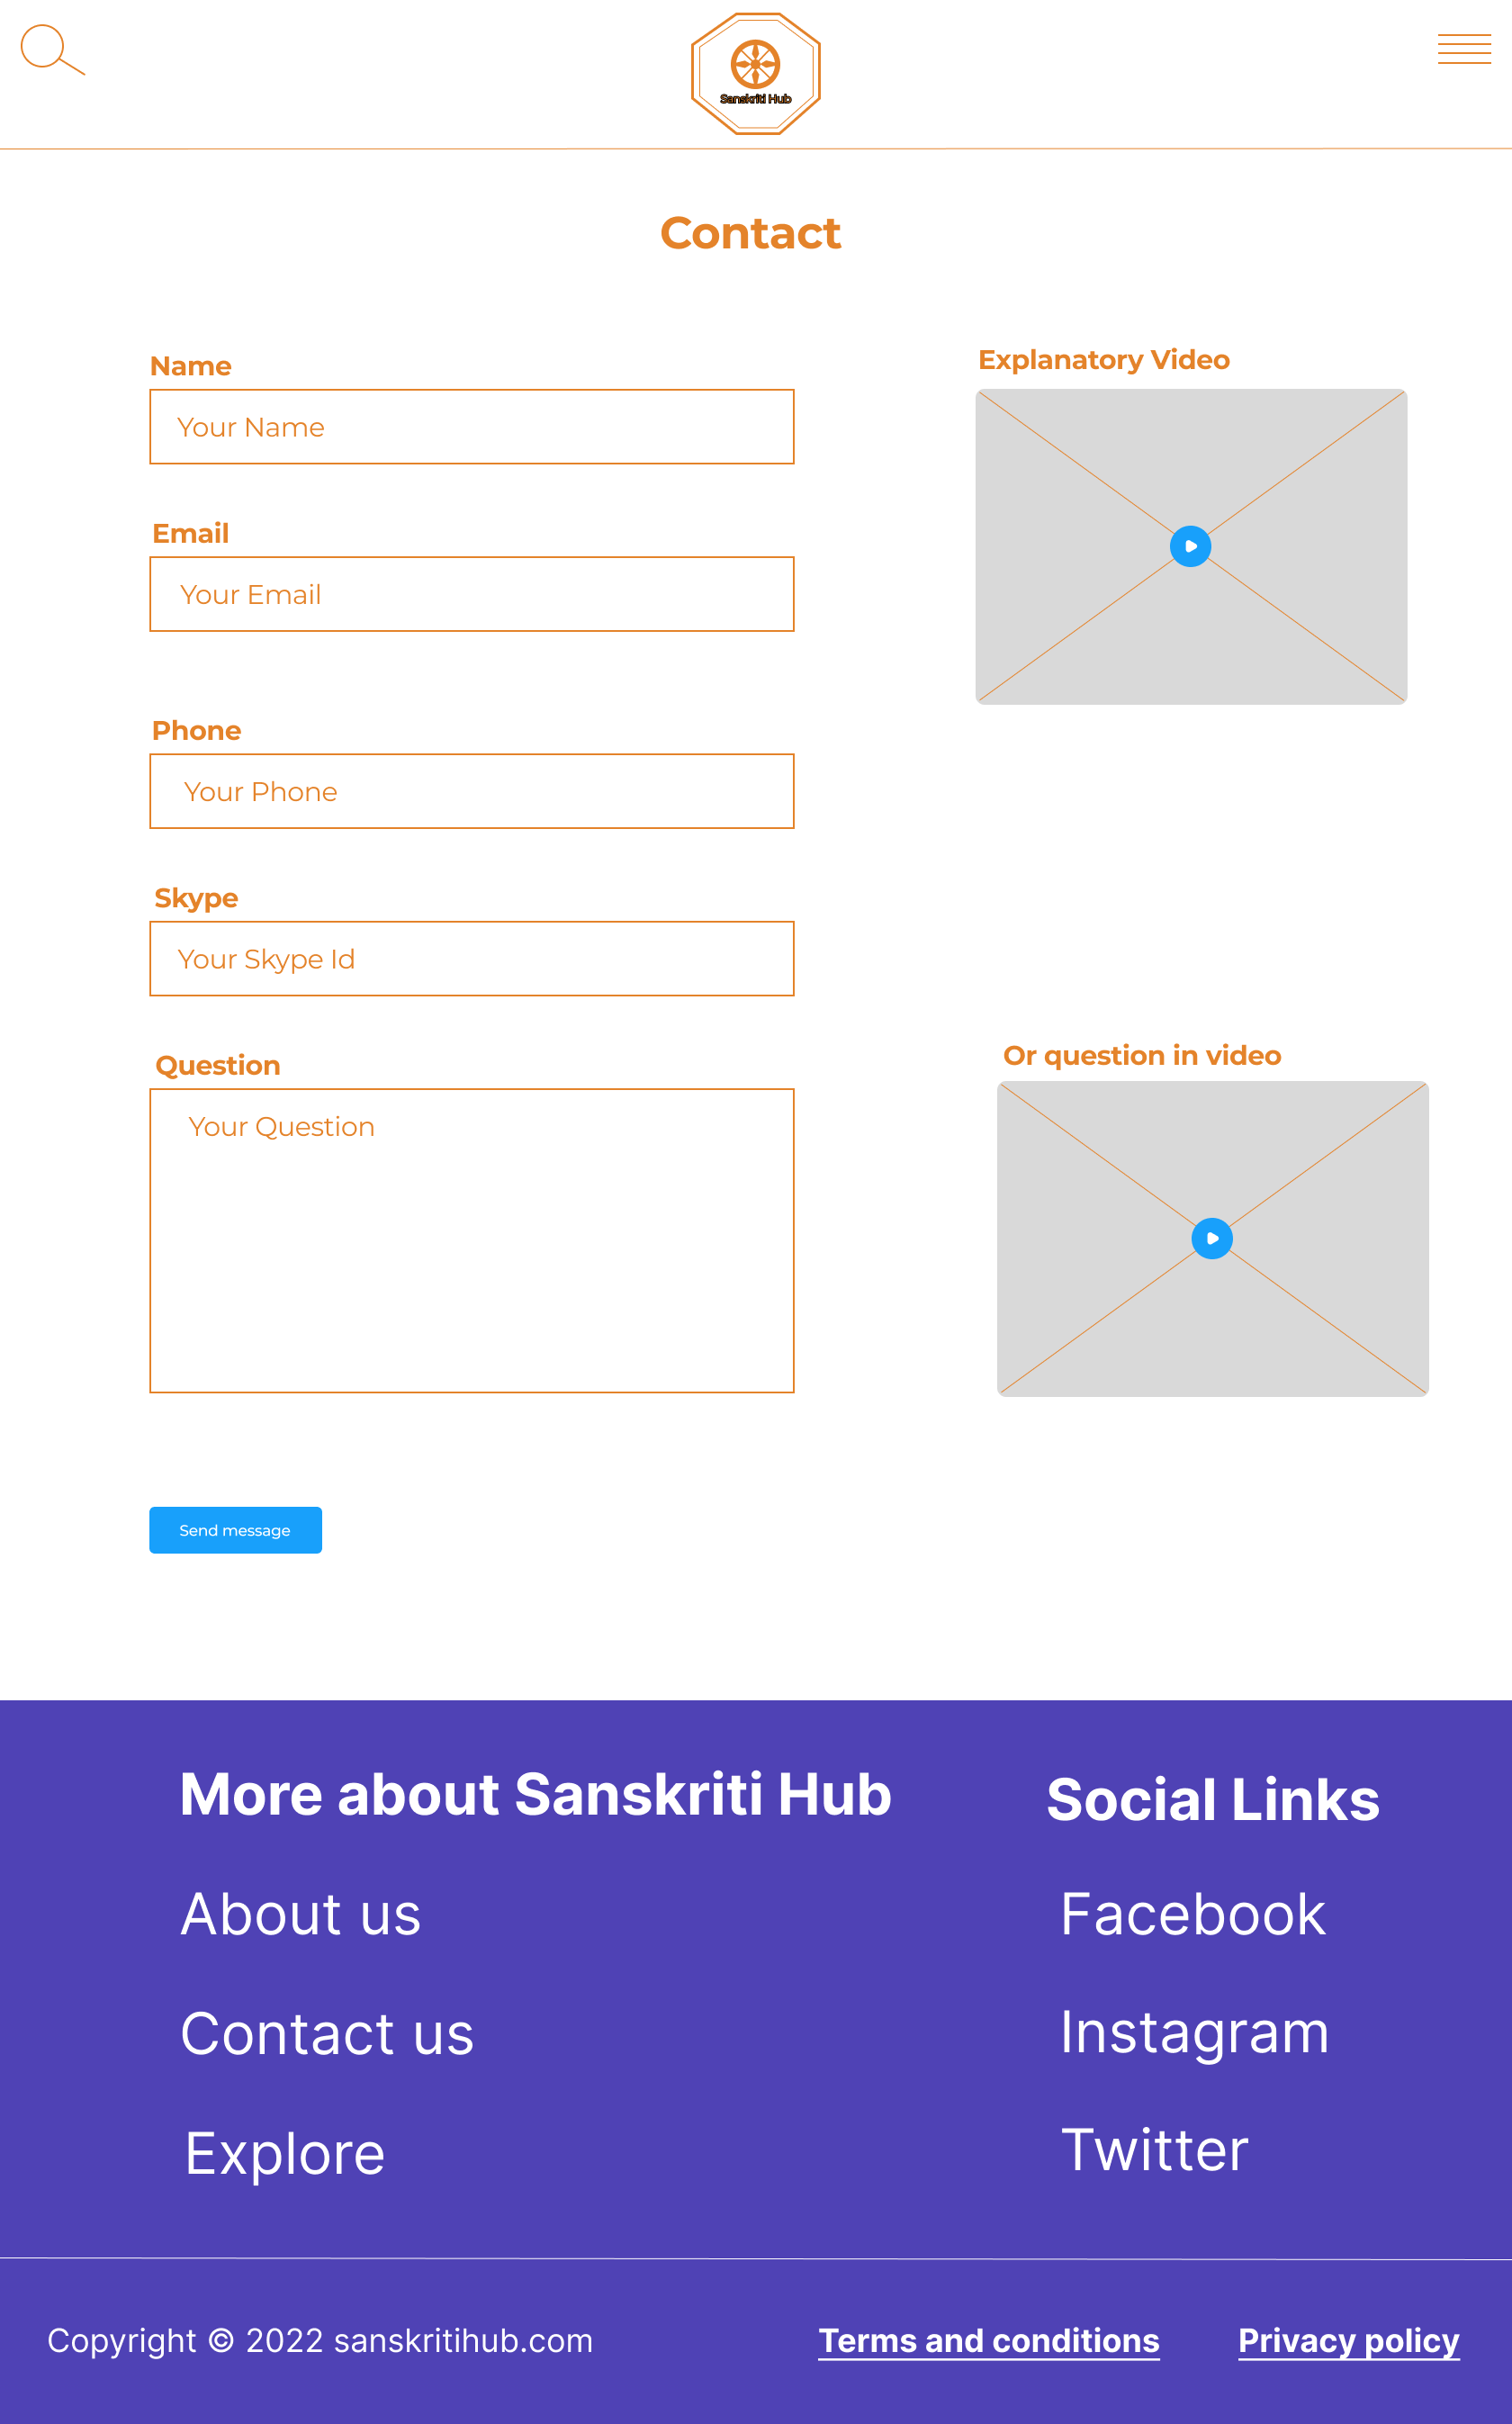 Sanskriti Hub
Contact
Name
Your Name
Email
Your Email
Phone
Your Phone
Skype
Your Skype Id
Question
Your Question
Explanatory Video
Or question in video
Send message
More about Sanskriti Hub
About us
Contact us
Explore
Social Links
Facebook
Instagram
Twitter
Copyright © 2022 sanskritihub.com
Terms and conditions
Privacy policy